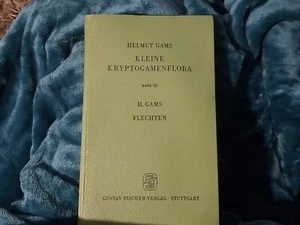 HELMUT GAMS
KLEINE
KRYPTOGAMENFLORA
BAND III
H. GAMS
FLECHTEN
GUSTAV FISCHER VERLAG · STUTTGART